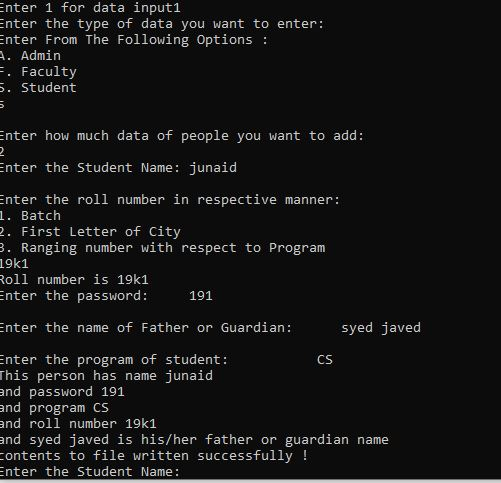 Enter 1 for data input1
Enter the type of data you want to enter:
Enter From The Following Options :
A. Admin
F. Faculty
S. Student
s
Enter how much data of people you want to add:
2
Enter the Student Name: junaid
Enter the roll number in respective manner:
1. Batch
2. First Letter of City
3. Ranging number with respect to Program
19k1
Roll number is 19k1
Enter the password: 191
Enter the name of Father or Guardian: syed javed
Enter the program of student: CS
This person has name junaid
and password 191
and program CS
and roll number 19k1
and syed javed is his/her father or guardian name
contents to file written successfully !
Enter the Student Name: